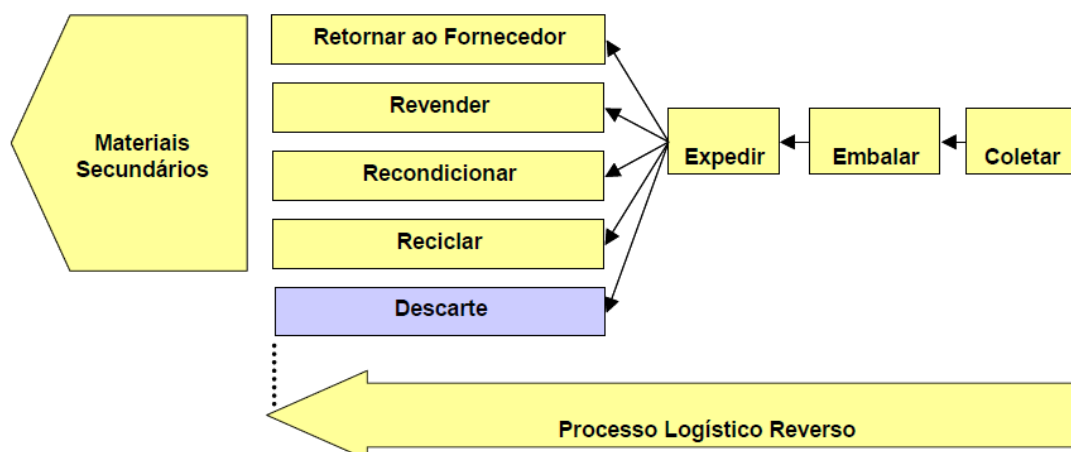 Retornar ao Fornecedor
Revender
Materiais
Secundários
Recondicionar
Reciclar
Descarte
Expedir
Embalar
Coletar
Processo Logístico Reverso